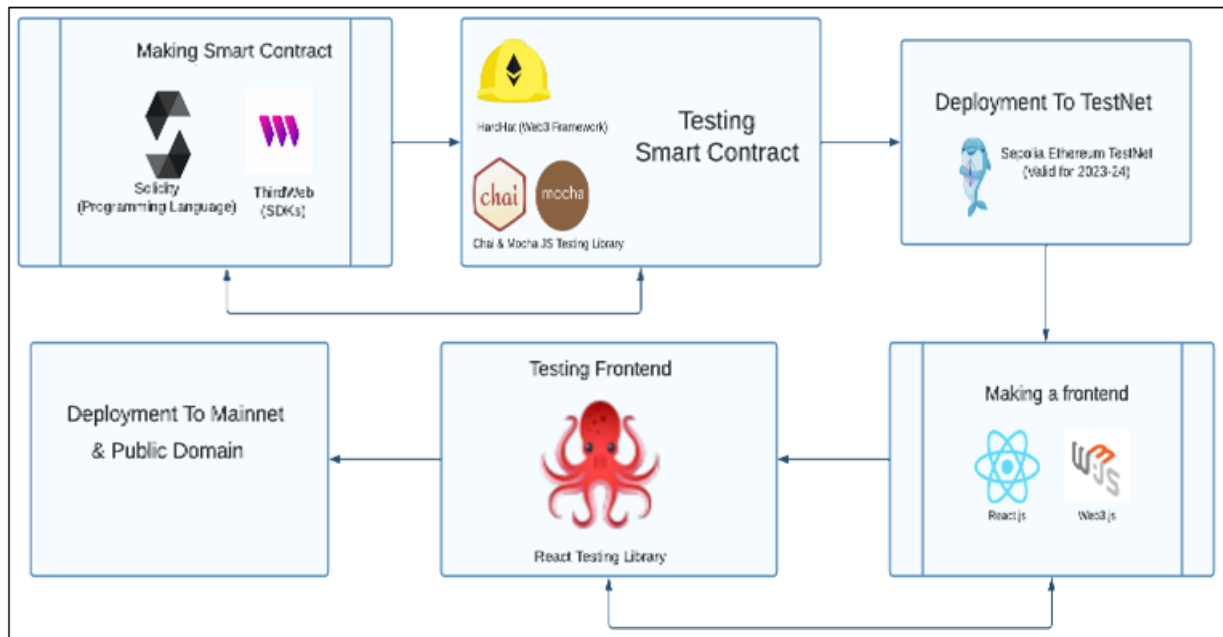 Making Smart Contract
Solidity
(Programming Language)
ThirdWeb
(SDKs)
HardHat (Web3 Framework)
Testing
Smart Contract
chai
mocha
Chai & Mocha JS Testing Library
Deployment To TestNet
Sepolia Ethereum TestNet
(Valid for 2023-24)
Deployment To Mainnet
& Public Domain
Testing Frontend
React Testing Library
Making a frontend
React.js
W3JS
Web3.js